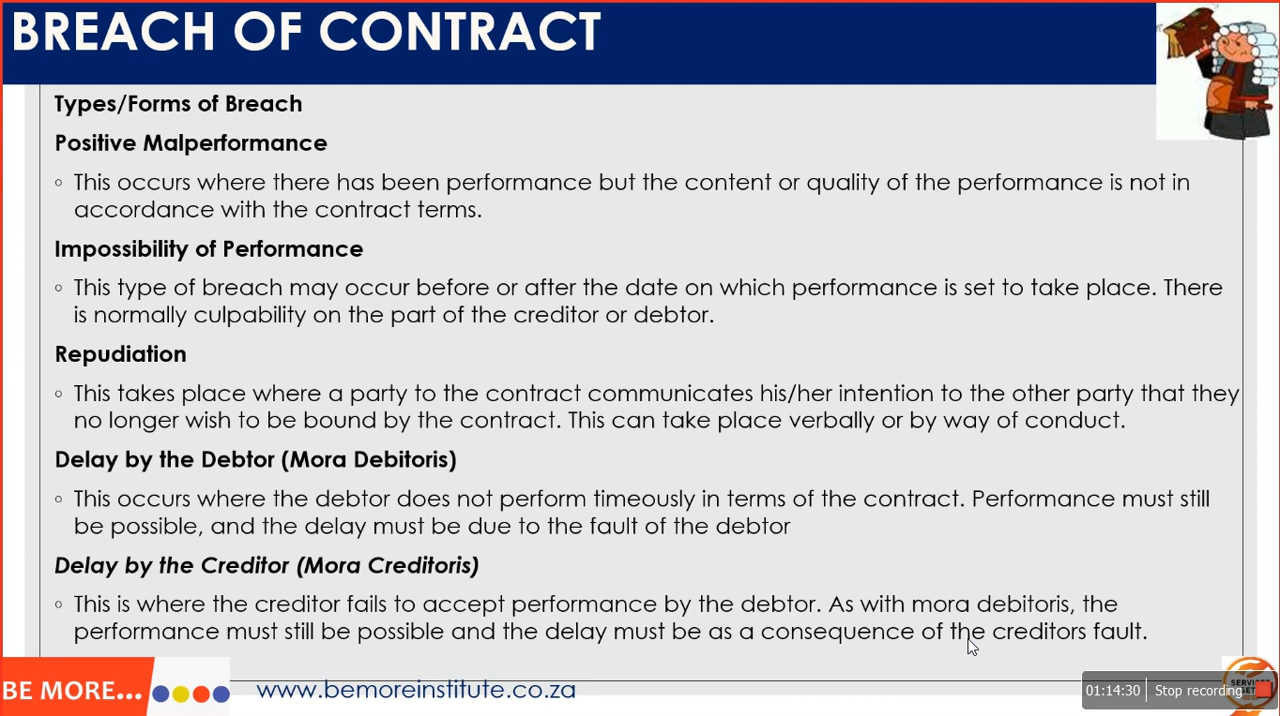 BREACH OF CONTRACT
Types/Forms of Breach
Positive Malperformance
◦ This occurs where there has been performance but the content or quality of the performance is not in
accordance with the contract terms.
Impossibility of Performance
◦ This type of breach may occur before or after the date on which performance is set to take place. There
is normally culpability on the part of the creditor or debtor.
Repudiation
◦ This takes place where a party to the contract communicates his/her intention to the other party that they
no longer wish to be bound by the contract. This can take place verbally or by way of conduct.
Delay by the Debtor (Mora Debitoris)
◦ This occurs where the debtor does not perform timeously in terms of the contract. Performance must still
be possible, and the delay must be due to the fault of the debtor
Delay by the Creditor (Mora Creditoris)
◦ This is where the creditor fails to accept performance by the debtor. As with mora debitoris, the
performance must still be possible and the delay must be as a consequence of the creditors fault.
BE MORE...
www.bemoreinstitute.co.za
01:14:30 Stop recording